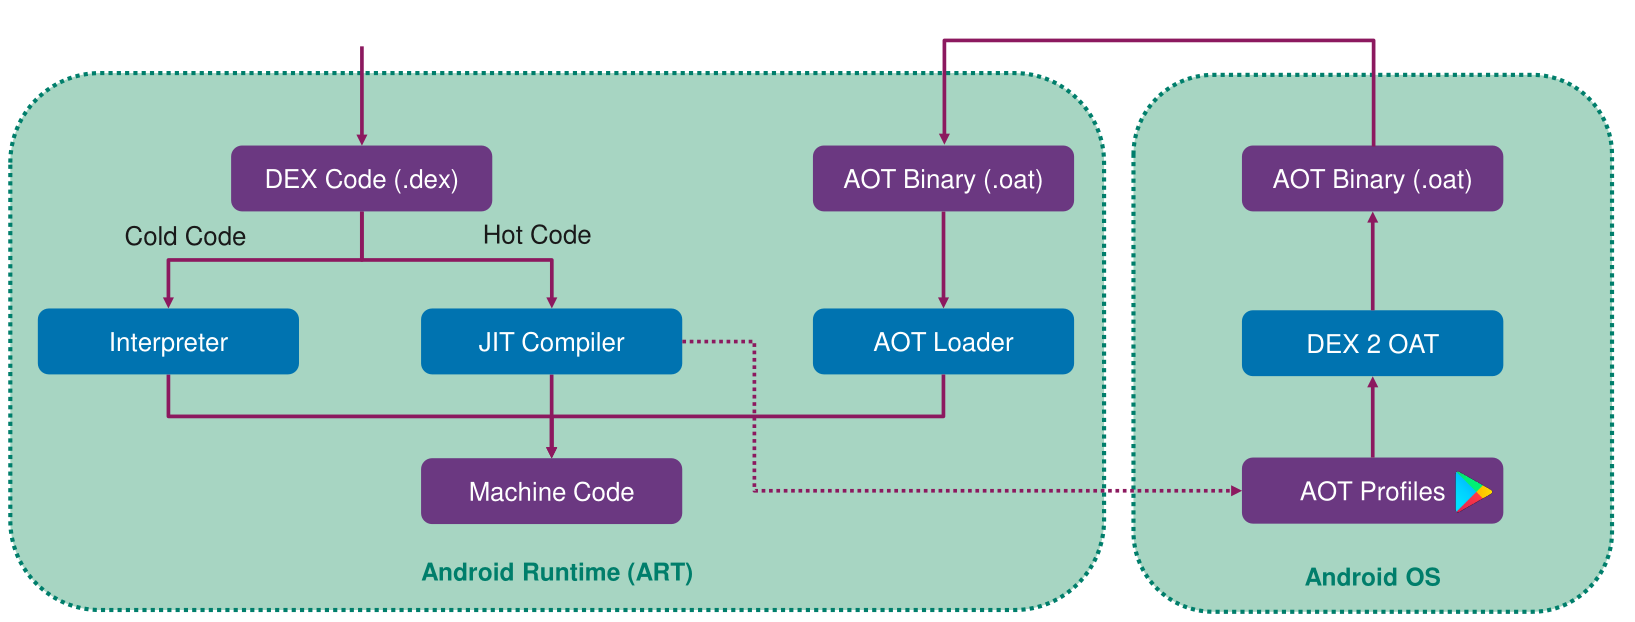 DEX Code (.dex)
AOT Binary (.oat)
AOT Binary (.oat)
Cold Code
Hot Code
Interpreter
JIT Compiler
AOT Loader
DEX 2 OAT
Machine Code
AOT Profiles
Android Runtime (ART)
Android OS